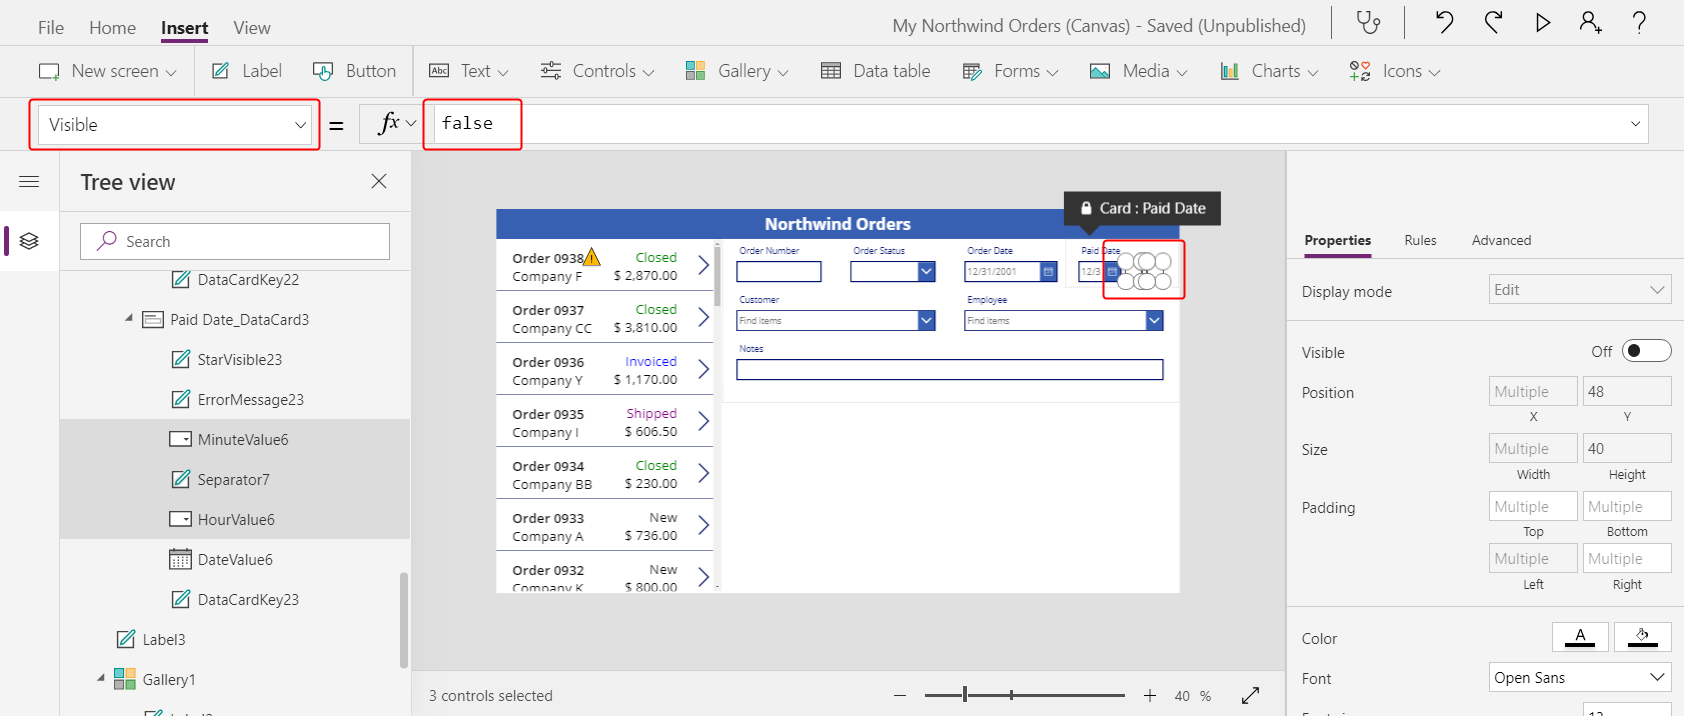 File Home Insert View
My Northwind Orders (Canvas) - Saved (Unpublished)
New screen Label Button Abc Text Controls Gallery Data table Forms Media Charts Icons
Visible = fx false
Tree view
Search
DataCardKey22
Paid Date_DataCard3
StarVisible23
ErrorMessage23
MinuteValue6
Separator7
HourValue6
DateValue6
DataCardKey23
Label3
Gallery1
Card : Paid Date
Northwind Orders
Order 0938 Closed
Company F $ 2,870.00
Order 0937 Closed
Company CC $ 3,810.00
Order 0936 Invoiced
Company Y $ 1,170.00
Order 0935 Shipped
Company I $ 606.50
Order 0934 Closed
Company BB $ 230.00
Order 0933 New
Company A $ 736.00
Order 0932 New
Company K $ 800.00
Order Number Order Status Order Date Paid Date
12/31/2001 12/3
Customer Employee
Find items Find items
Notes
3 controls selected
40 %
Properties Rules Advanced
Display mode Edit
Visible Off
Position Multiple 48
X Y
Size Multiple 40
Width Height
Padding Multiple Multiple
Top Bottom
Multiple Multiple
Left Right
Color A
Font Open Sans